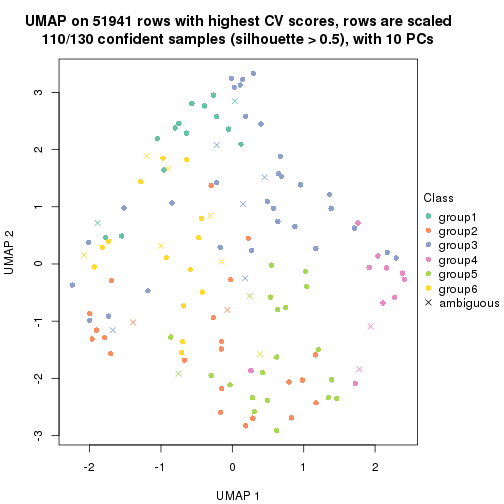 UMAP on 51941 rows with highest CV scores, rows are scaled
110/130 confident samples (silhouette > 0.5), with 10 PCs
3
2
1
0
-1
-2
-3
UMAP 2
-2
-1
0
1
2
UMAP 1
Class
group1
group2
group3
group4
group5
group6
ambiguous